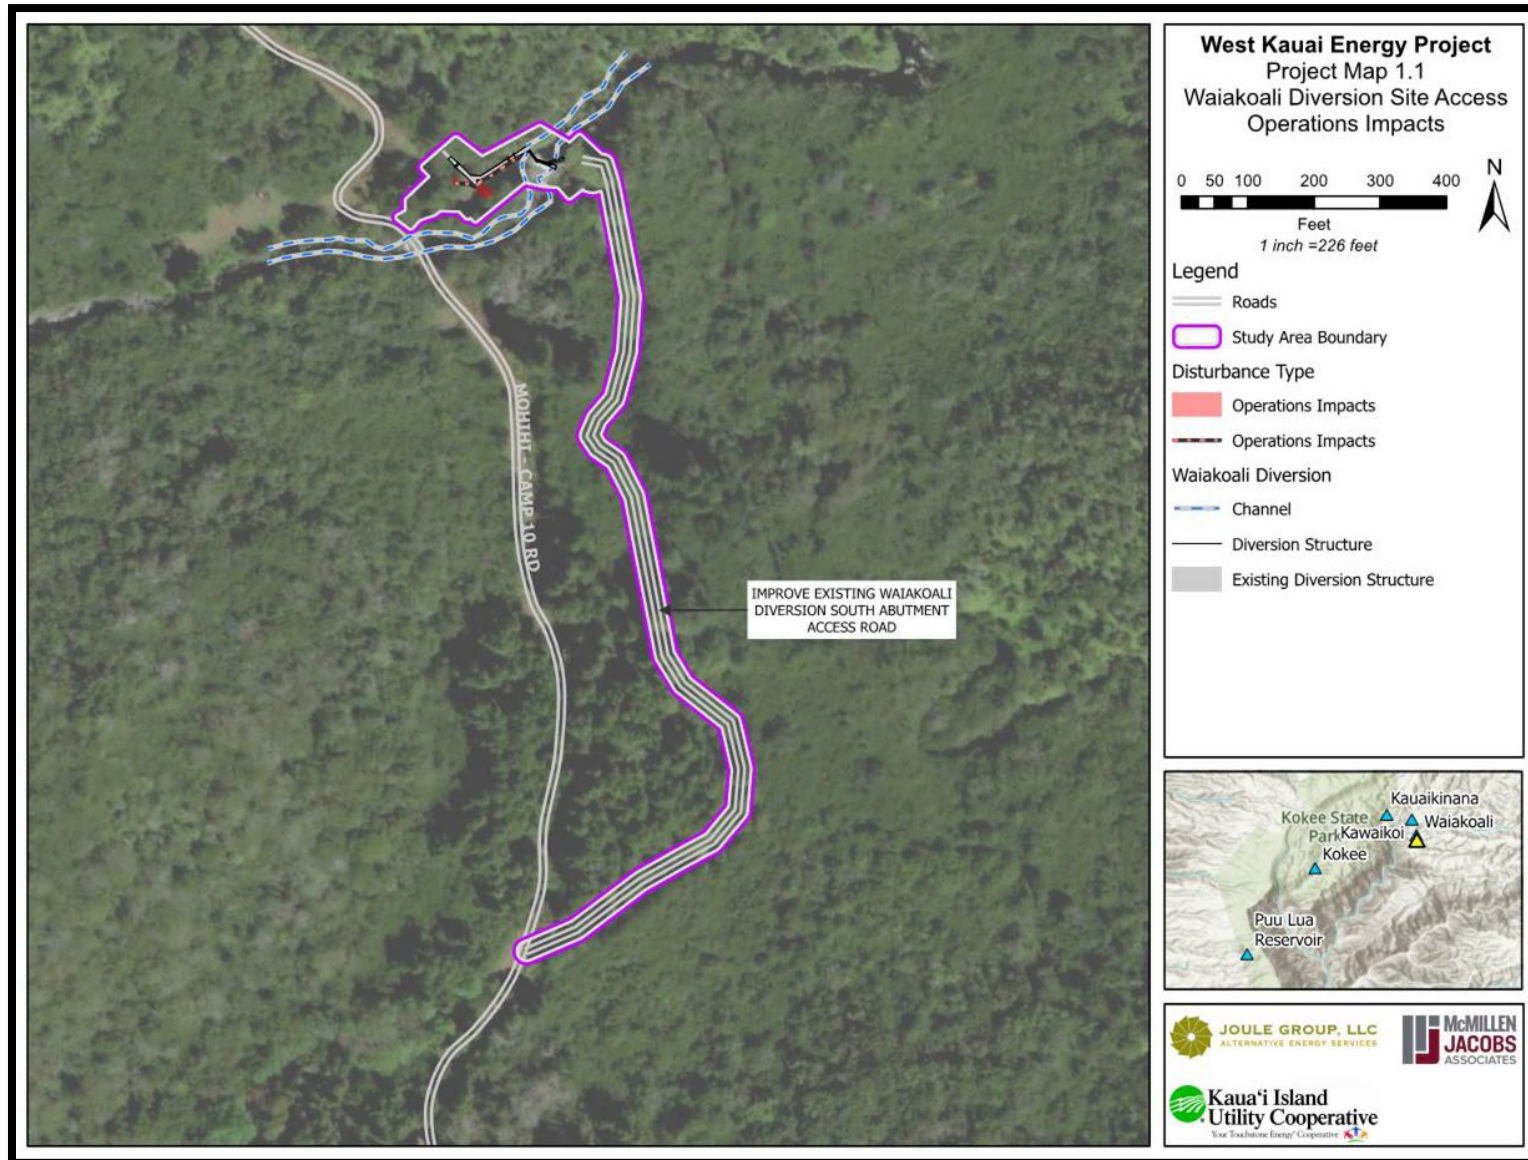 West Kauai Energy Project
Project Map 1.1
Waiakoali Diversion Site Access
Operations Impacts
N
0 50 100 200 300 400
Feet
1 inch =226 feet
Legend
Roads
Study Area Boundary
Disturbance Type
Operations Impacts
Operations Impacts
Waiakoali Diversion
Channel
Diversion Structure
Existing Diversion Structure
MOHIHI - CAMP 10 RD
IMPROVE EXISTING WAIAKOALI
DIVERSION SOUTH ABUTMENT
ACCESS ROAD
Kauaikinana
Kokee State
Park
Waiakoali
Kawaikoi
Kokee
Puu Lua
Reservoir
JOULE GROUP, LLC
ALTERNATIVE ENERGY SERVICES
McMILLEN
JACOBS
ASSOCIATES
Kaua‘i Island
Utility Cooperative
Your Touchstone Energy® Cooperative